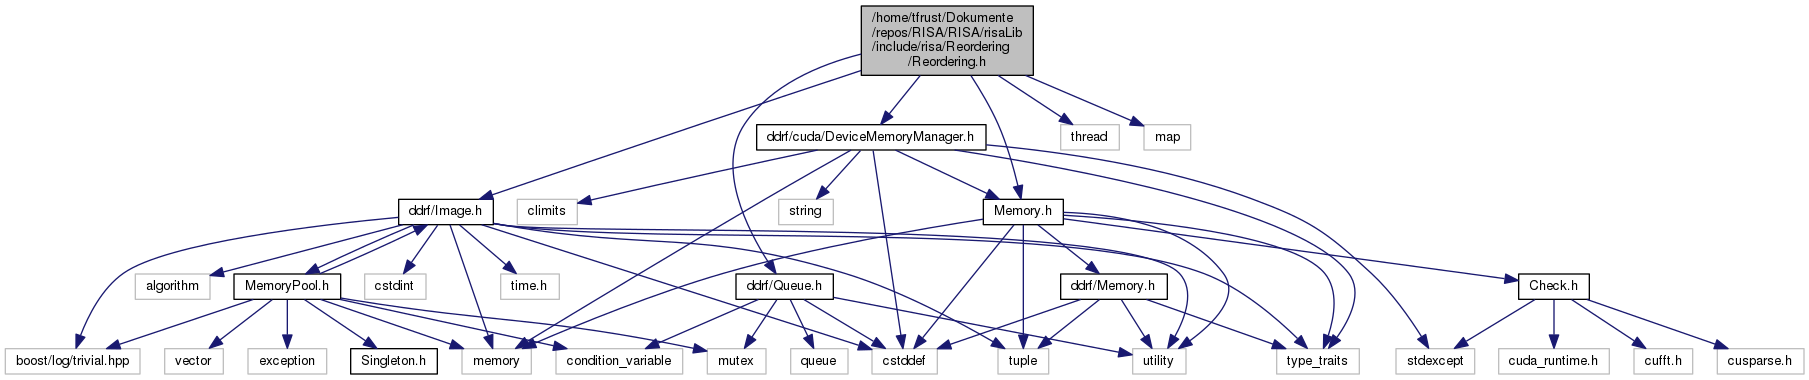 /home/tfrust/Dokumente
/repos/RISA/RISA/risaLib
/include/risa/Reordering
/Reordering.h
ddrf/cuda/DeviceMemoryManager.h
thread
map
ddrf/Image.h
climits
string
Memory.h
algorithm
MemoryPool.h
cstdint
time.h
ddrf/Queue.h
ddrf/Memory.h
Check.h
boost/log/trivial.hpp
vector
exception
Singleton.h
memory
condition_variable
mutex
queue
cstddef
tuple
utility
type_traits
stdexcept
cuda_runtime.h
cufft.h
cusparse.h